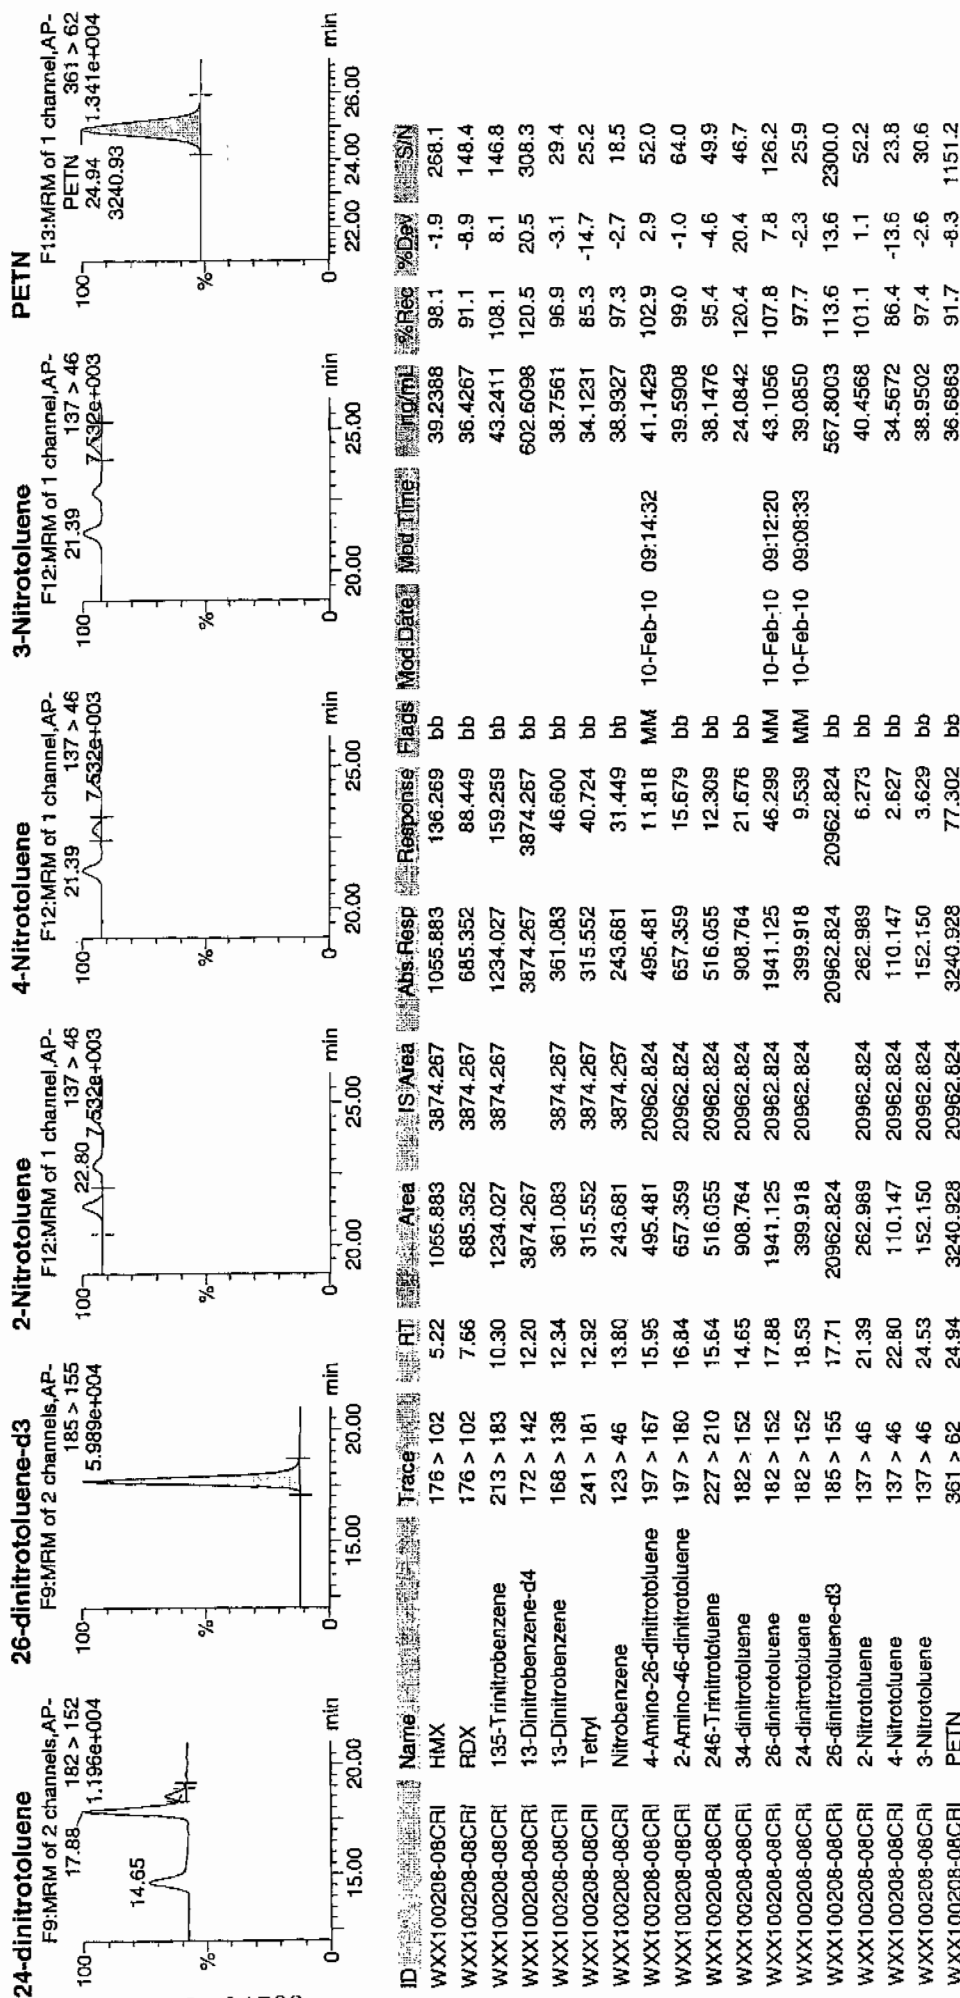 24-dinitrotoluene
F9:MRM of 2 channels,AP-
182 > 152
1.196e+004
17.88
14.65
100
%
0
15.00 20.00
26-dinitrotoluene-d3
F9:MRM of 2 channels,AP-
185 > 155
5.989e+004
100
%
0
15.00 20.00 min
2-Nitrotoluene
F12:MRM of 1 channel,AP-
137 > 46
7.532e+003
22.80
100
%
0
20.00 25.00 min
4-Nitrotoluene
F12:MRM of 1 channel,AP-
137 > 46
7.532e+003
21.39
100
%
0
20.00 25.00 min
3-Nitrotoluene
F12:MRM of 1 channel,AP-
137 > 46
7.532e+003
21.39
100
%
0
20.00 25.00 min
PETN
F13:MRM of 1 channel,AP-
PETN 361 > 62
24.94 1.341e+004
3240.93
100
%
0
22.00 24.00 26.00 min
ID Name Trace RT Area IS Area Abs.Resp Response Flags Mod.Date Mod.Time ng/mL %Rec %Dev S/N
WXX100208-08CRI HMX 176 > 102 5.22 1055.883 3874.267 1055.883 136.269 bb 39.2388 98.1 -1.9 268.1
WXX100208-08CRI RDX 176 > 102 7.66 685.352 3874.267 685.352 88.449 bb 36.4267 91.1 -8.9 148.4
WXX100208-08CRI 135-Trinitrobenzene 213 > 183 10.30 1234.027 3874.267 1234.027 159.259 bb 43.2411 108.1 8.1 146.8
WXX100208-08CRI 13-Dinitrobenzene-d4 172 > 142 12.20 3874.267 3874.267 3874.267 bb 602.6098 120.5 20.5 308.3
WXX100208-08CRI 13-Dinitrobenzene 168 > 138 12.34 361.083 3874.267 361.083 46.600 bb 38.7561 96.9 -3.1 29.4
WXX100208-08CRI Tetryl 241 > 181 12.92 315.552 3874.267 315.552 40.724 bb 34.1231 85.3 -14.7 25.2
WXX100208-08CRI Nitrobenzene 123 > 46 13.80 243.681 3874.267 243.681 31.449 bb 38.9327 97.3 -2.7 18.5
WXX100208-08CRI 4-Amino-26-dinitrotoluene 197 > 167 15.95 495.481 20962.824 495.481 11.818 MM 10-Feb-10 09:14:32 41.1429 102.9 2.9 52.0
WXX100208-08CRI 2-Amino-46-dinitrotoluene 197 > 180 16.84 657.359 20962.824 657.359 15.679 bb 39.5908 99.0 -1.0 64.0
WXX100208-08CRI 246-Trinitrotoluene 227 > 210 15.64 516.055 20962.824 516.055 12.309 bb 38.1476 95.4 -4.6 49.9
WXX100208-08CRI 34-dinitrotoluene 182 > 152 14.65 908.764 20962.824 908.764 21.676 bb 24.0842 120.4 20.4 46.7
WXX100208-08CRI 26-dinitrotoluene 182 > 152 17.88 1941.125 20962.824 1941.125 46.299 MM 10-Feb-10 09:12:20 43.1056 107.8 7.8 126.2
WXX100208-08CRI 24-dinitrotoluene 182 > 152 18.53 399.918 20962.824 399.918 9.539 MM 10-Feb-10 09:08:33 39.0850 97.7 -2.3 25.9
WXX100208-08CRI 26-dinitrotoluene-d3 185 > 155 17.71 20962.824 20962.824 20962.824 bb 567.8003 113.6 13.6 2300.0
WXX100208-08CRI 2-Nitrotoluene 137 > 46 21.39 262.989 20962.824 262.989 6.273 bb 40.4568 101.1 1.1 52.2
WXX100208-08CRI 4-Nitrotoluene 137 > 46 22.80 110.147 20962.824 110.147 2.627 bb 34.5672 86.4 -13.6 23.8
WXX100208-08CRI 3-Nitrotoluene 137 > 46 24.53 152.150 20962.824 152.150 3.629 bb 38.9502 97.4 -2.6 30.6
WXX100208-08CRI PETN 361 > 62 24.94 3240.928 20962.824 3240.928 77.302 bb 36.6863 91.7 -8.3 1151.2